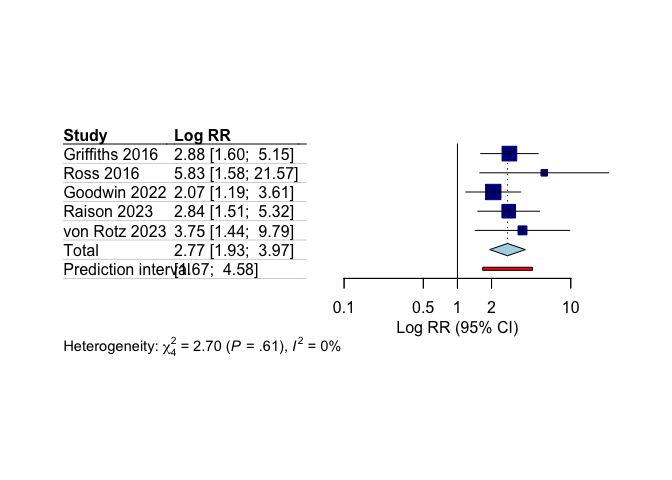 Study Log RR
Griffiths 2016 2.88 [1.60; 5.15]
Ross 2016 5.83 [1.58; 21.57]
Goodwin 2022 2.07 [1.19; 3.61]
Raison 2023 2.84 [1.51; 5.32]
von Rotz 2023 3.75 [1.44; 9.79]
Total 2.77 [1.93; 3.97]
Prediction interval [1.67; 4.58]
0.1 0.5 1 2 10
Log RR (95% CI)
Heterogeneity: χ²₄ = 2.70 (P = .61), I² = 0%